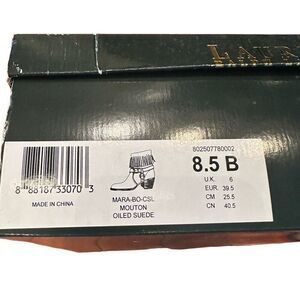 LAUR
802507780002
8.5 B
U.K. 6
EUR. 39.5
CM 25.5
CN 40.5
8 88187 33070 3
MADE IN CHINA
MARA-BO-CSL
MOUTON
OILED SUEDE